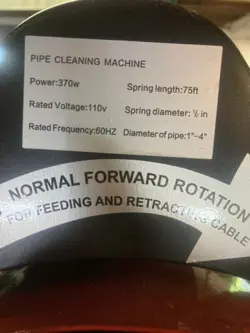 PIPE CLEANING MACHINE
Power:370w Spring length:75ft
Rated Voltage:110v Spring diameter: ½ in
Rated Frequency:60HZ Diameter of pipe:1"-4"
NORMAL FORWARD ROTATION
FOR FEEDING AND RETRACTING CABLE